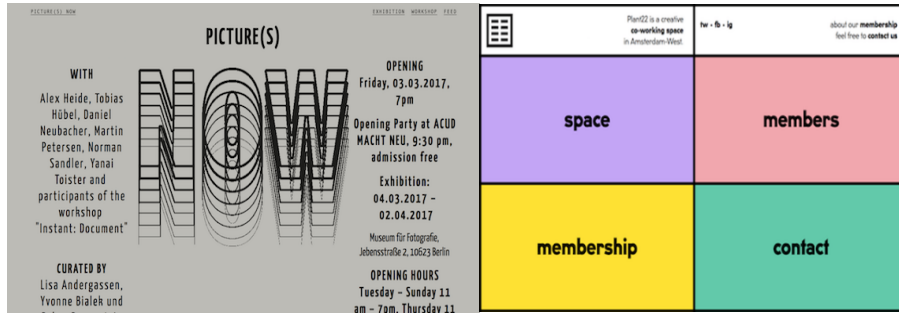 PICTURE(S) NOW
EXHIBITION WORKSHOP FEED
PICTURE(S)
NOW
WITH
Alex Heide, Tobias
Hübel, Daniel
Neubacher, Martin
Petersen, Norman
Sandler, Yanai
Toister and
participants of the
workshop
"Instant: Document"
CURATED BY
Lisa Andergassen,
Yvonne Bialek und
OPENING
Friday, 03.03.2017,
7pm
Opening Party at ACUD
MACHT NEU, 9:30 pm,
admission free
Exhibition:
04.03.2017 –
02.04.2017
Museum für Fotografie,
Jebensstraße 2, 10623 Berlin
OPENING HOURS
Tuesday – Sunday 11
am – 7pm, Thursday 11
Plant22 is a creative
co-working space
in Amsterdam-West.
tw - fb - ig
about our membership
feel free to contact us
space
members
membership
contact